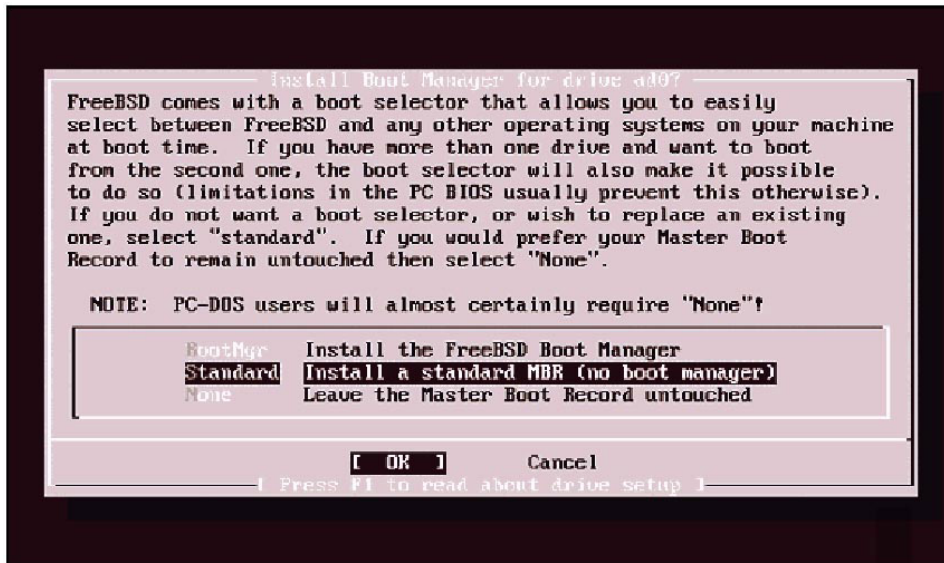 Install Boot Manager for drive ad0?
FreeBSD comes with a boot selector that allows you to easily
select between FreeBSD and any other operating systems on your machine
at boot time.  If you have more than one drive and want to boot
from the second one, the boot selector will also make it possible
to do so (limitations in the PC BIOS usually prevent this otherwise).
If you do not want a boot selector, or wish to replace an existing
one, select "standard".  If you would prefer your Master Boot
Record to remain untouched then select "None".
NOTE:  PC-DOS users will almost certainly require "None"!
BootMgr   Install the FreeBSD Boot Manager
Standard  Install a standard MBR (no boot manager)
None      Leave the Master Boot Record untouched
[  OK  ]       Cancel
[ Press F1 to read about drive setup ]